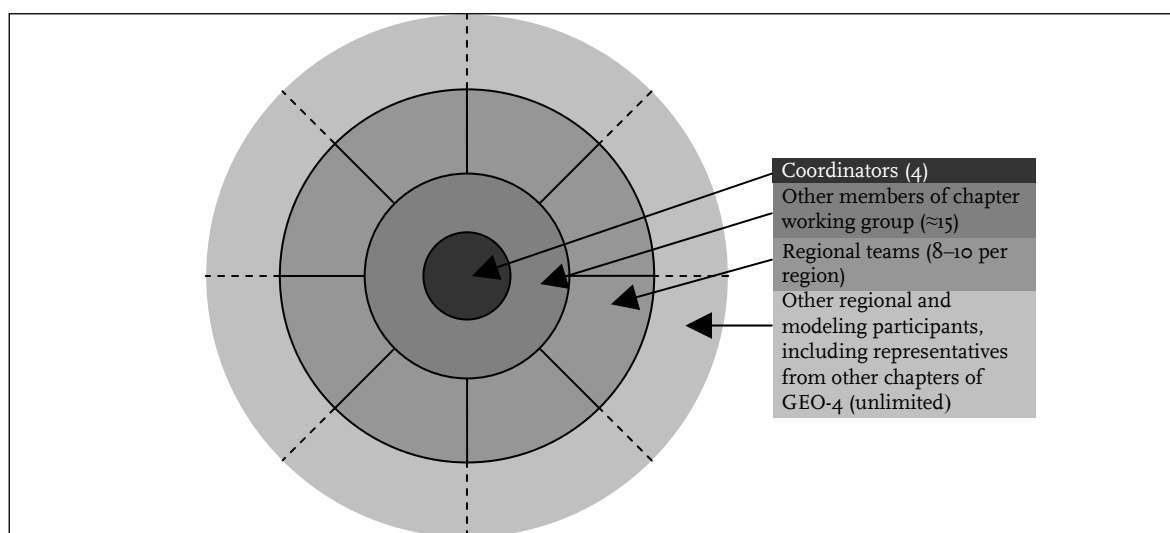 Coordinators (4)
Other members of chapter
working group (≈15)
Regional teams (8–10 per
region)
Other regional and
modeling participants,
including representatives
from other chapters of
GEO-4 (unlimited)